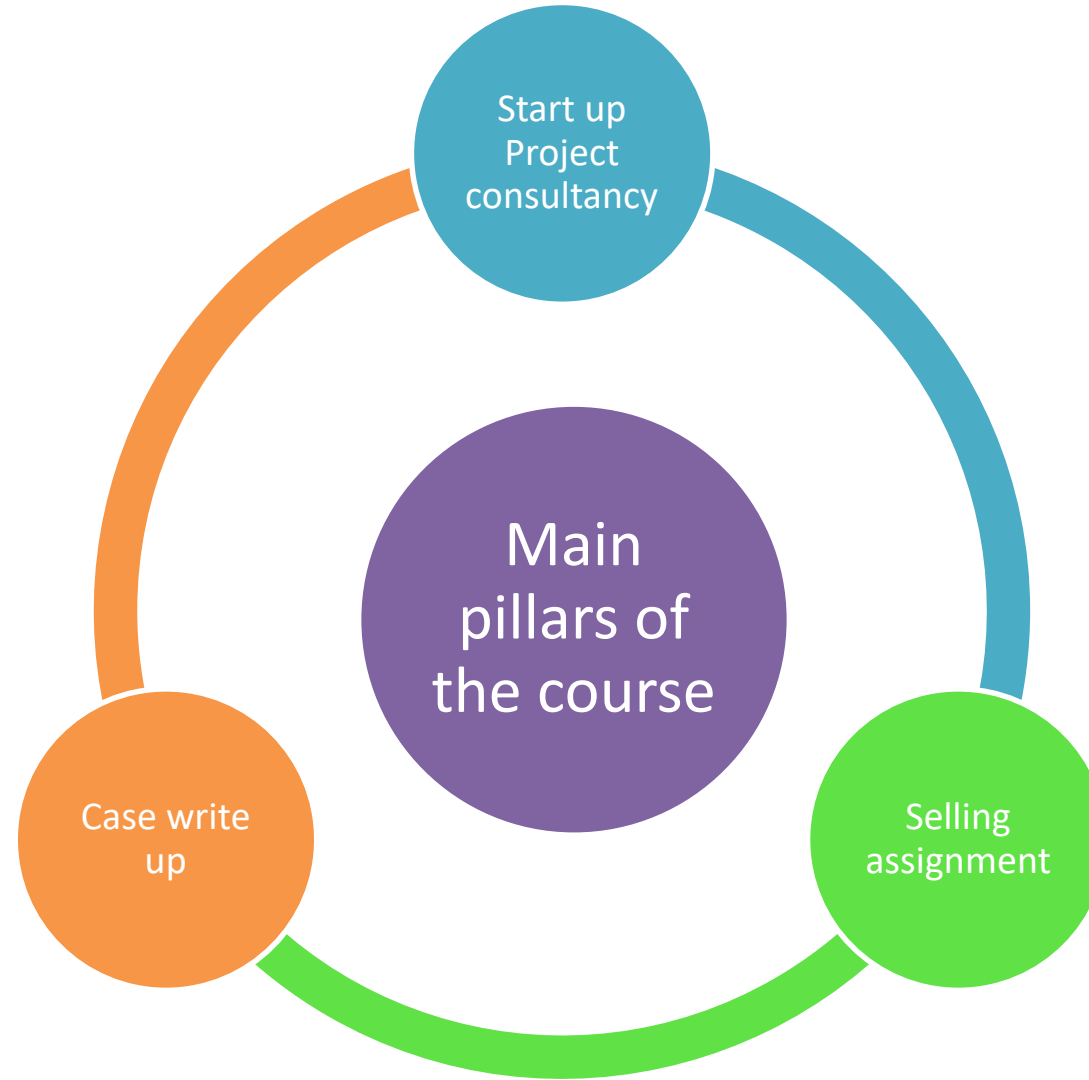 Start up
Project
consultancy
Main
pillars of
the course
Case write
up
Selling
assignment